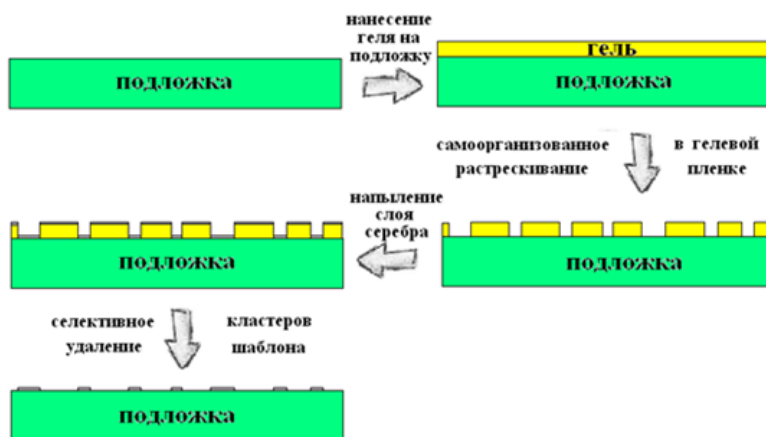 подложка
нанесение
геля на
подложку
гель
подложка
самоорганизованное в гелевой
растрескивание пленке
подложка
напыление
слоя
серебра
подложка
селективное кластеров
удаление шаблона
подложка